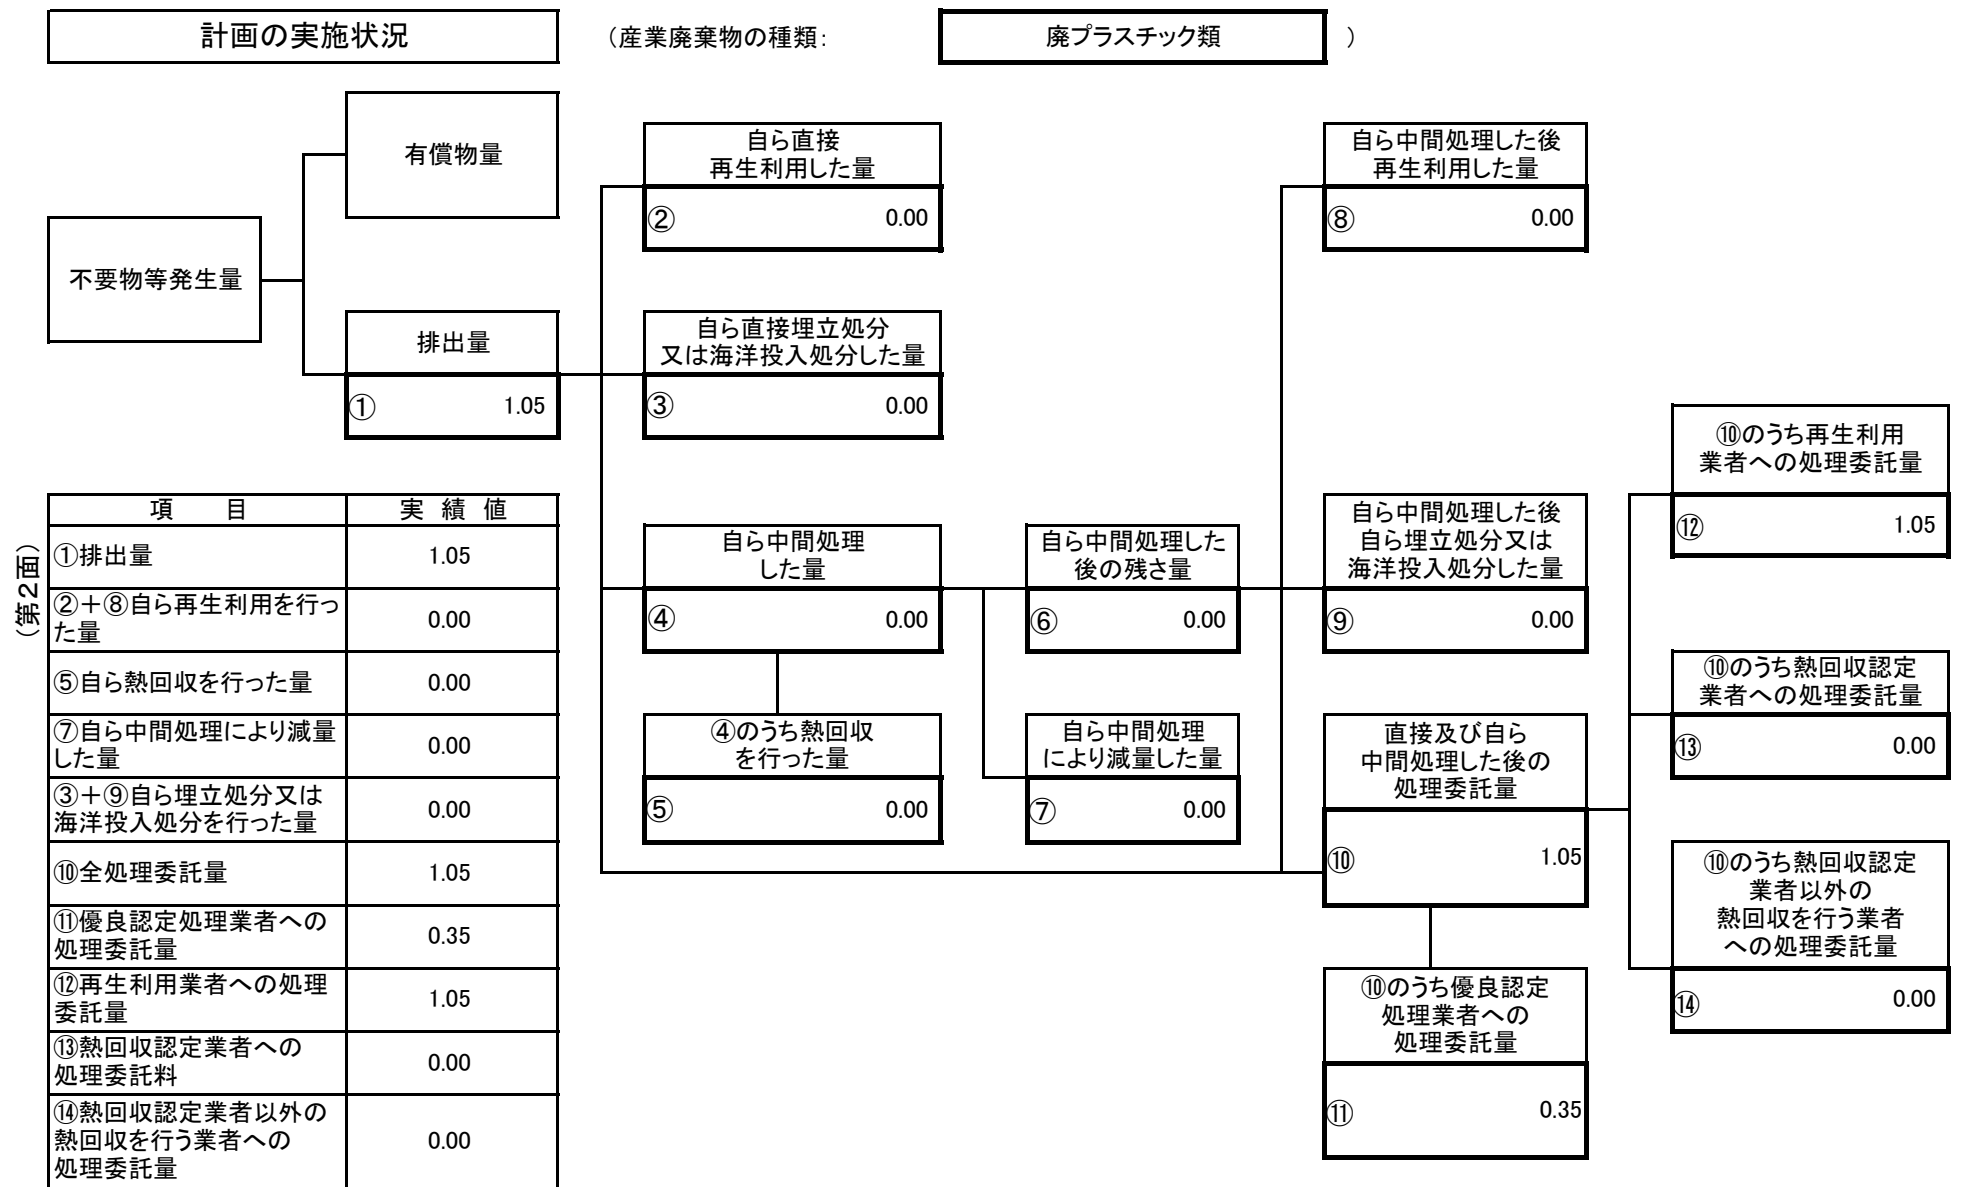 計画の実施状況
（産業廃棄物の種類：
廃プラスチック類
）
有償物量
不要物等発生量
排出量
① 1.05
自ら直接
再生利用した量
② 0.00
自ら直接埋立処分
又は海洋投入処分した量
③ 0.00
自ら中間処理
した量
④ 0.00
④のうち熱回収
を行った量
⑤ 0.00
自ら中間処理した
後の残さ量
⑥ 0.00
自ら中間処理
により減量した量
⑦ 0.00
自ら中間処理した後
再生利用した量
⑧ 0.00
自ら中間処理した後
自ら埋立処分又は
海洋投入処分した量
⑨ 0.00
直接及び自ら
中間処理した後の
処理委託量
⑩ 1.05
⑩のうち優良認定
処理業者への
処理委託量
⑪ 0.35
⑩のうち再生利用
業者への処理委託量
⑫ 1.05
⑩のうち熱回収認定
業者への処理委託量
⑬ 0.00
⑩のうち熱回収認定
業者以外の
熱回収を行う業者
への処理委託量
⑭ 0.00
（第２面）
項　目 実 績 値
①排出量 1.05
②＋⑧自ら再生利用を行っ
た量 0.00
⑤自ら熱回収を行った量 0.00
⑦自ら中間処理により減量
した量 0.00
③＋⑨自ら埋立処分又は
海洋投入処分を行った量 0.00
⑩全処理委託量 1.05
⑪優良認定処理業者への
処理委託量 0.35
⑫再生利用業者への処理
委託量 1.05
⑬熱回収認定業者への
処理委託料 0.00
⑭熱回収認定業者以外の
熱回収を行う業者への
処理委託量 0.00